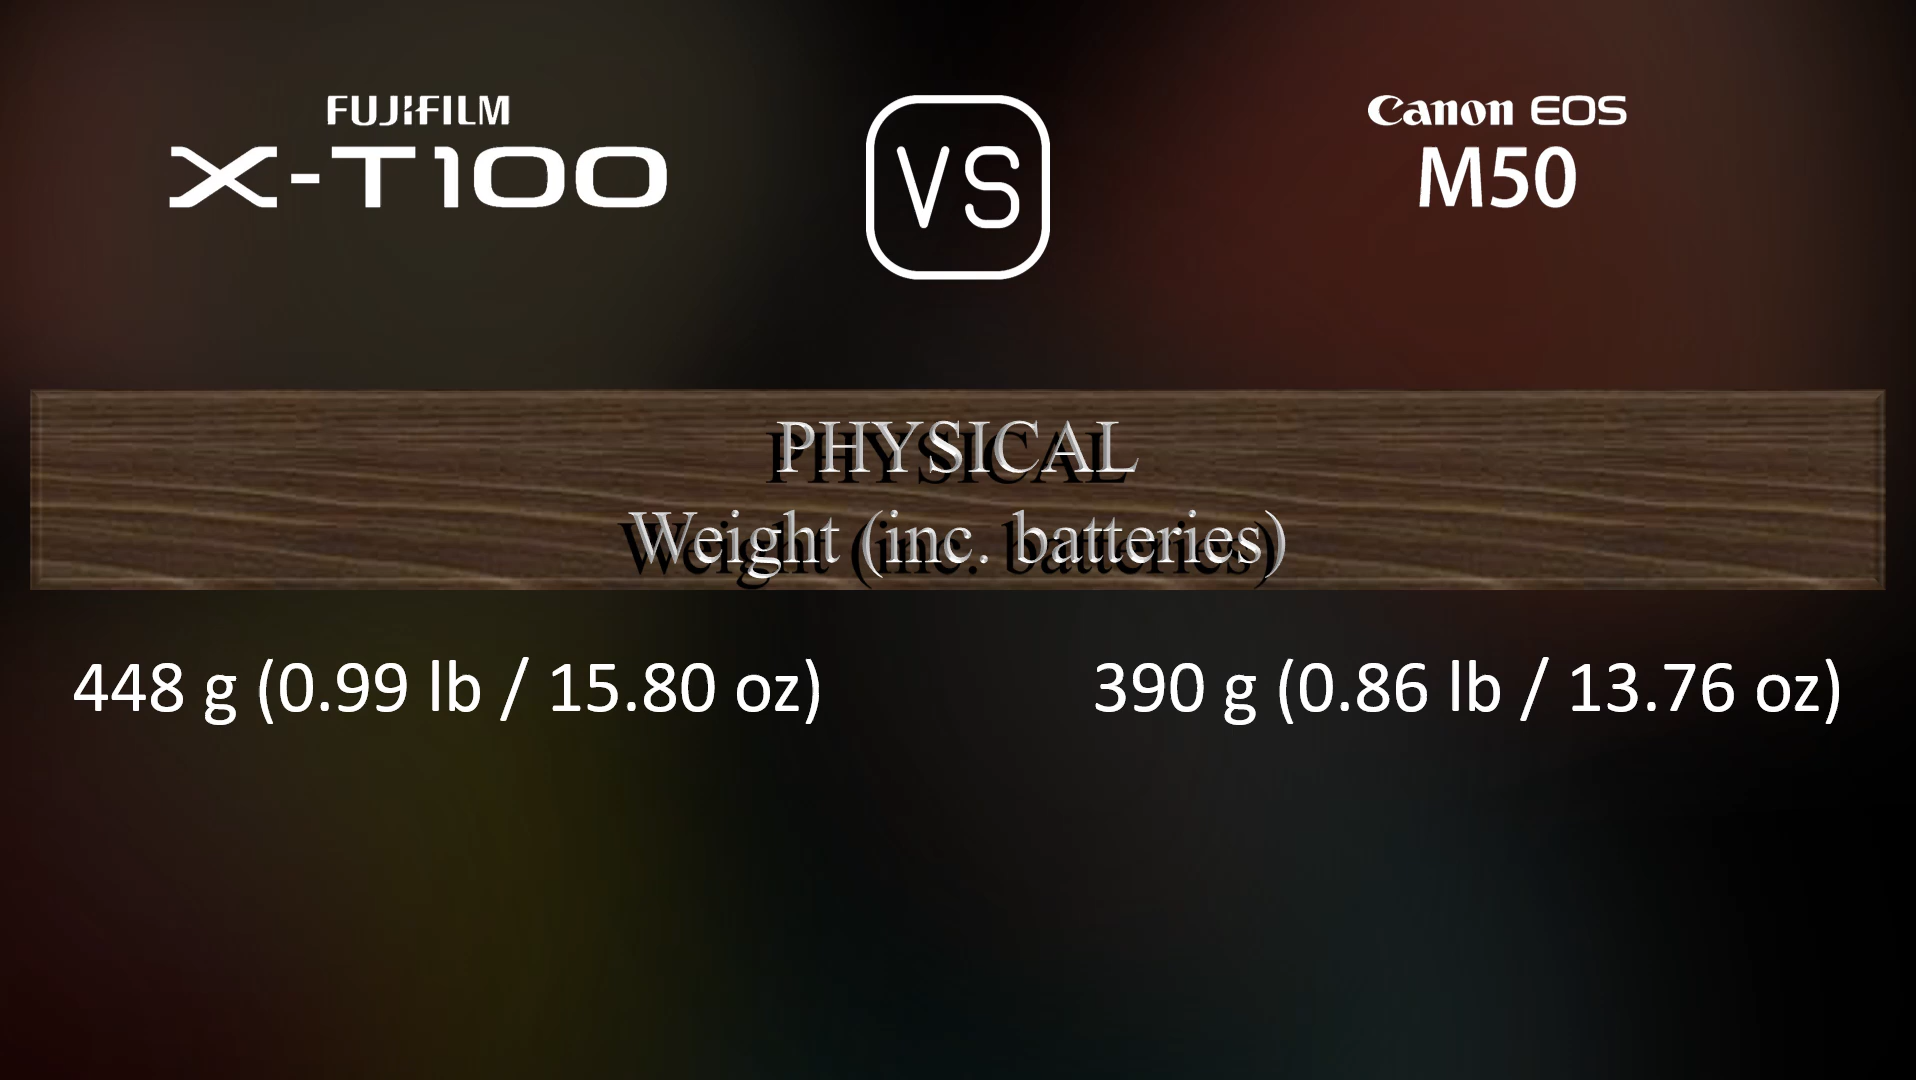 FUJIFILM
X-T100
VS
Canon EOS
M50
PHYSICAL
Weight (inc. batteries)
448 g (0.99 lb / 15.80 oz)
390 g (0.86 lb / 13.76 oz)